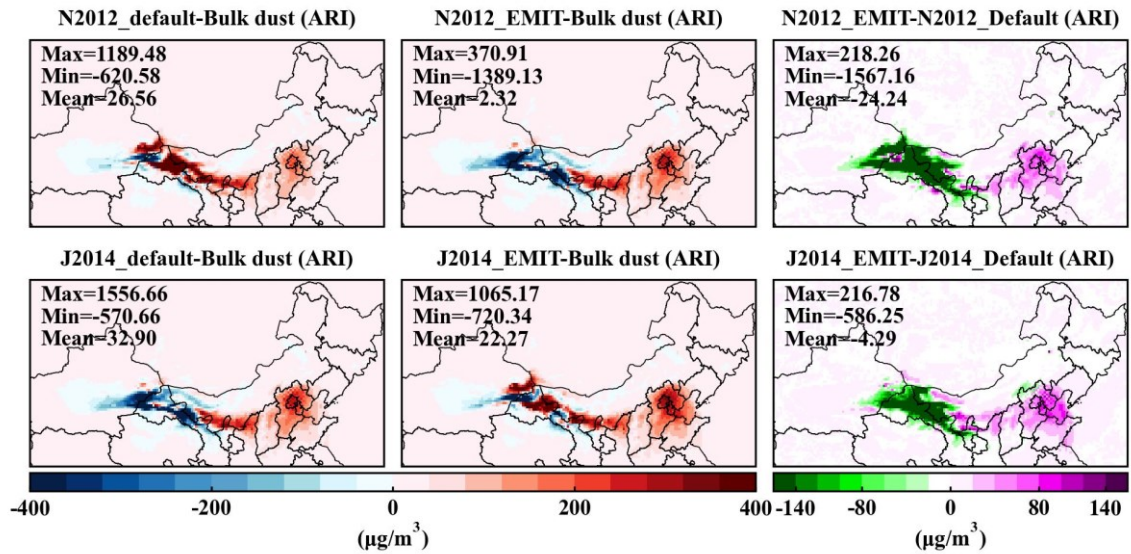 N2012_default-Bulk dust (ARI)
Max=1189.48
Min=-620.58
Mean=26.56
N2012_EMIT-Bulk dust (ARI)
Max=370.91
Min=-1389.13
Mean=2.32
N2012_EMIT-N2012_Default (ARI)
Max=218.26
Min=-1567.16
Mean=-24.24
J2014_default-Bulk dust (ARI)
Max=1556.66
Min=-570.66
Mean=32.90
J2014_EMIT-Bulk dust (ARI)
Max=1065.17
Min=-720.34
Mean=22.27
J2014_EMIT-J2014_Default (ARI)
Max=216.78
Min=-586.25
Mean=-4.29
-400 -200 0 200 400
(µg/m³)
-140 -80 0 80 140
(µg/m³)